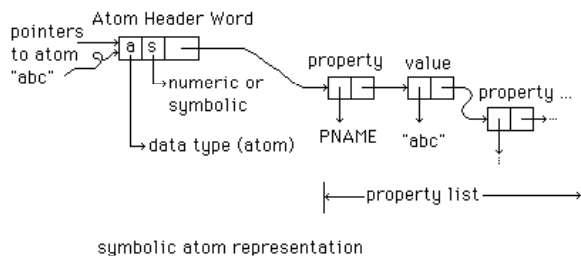 Atom Header Word
pointers
to atom
"abc"
a s
numeric or
symbolic
data type (atom)
property
value
property ...
PNAME
"abc"
...
...
property list
symbolic atom representation